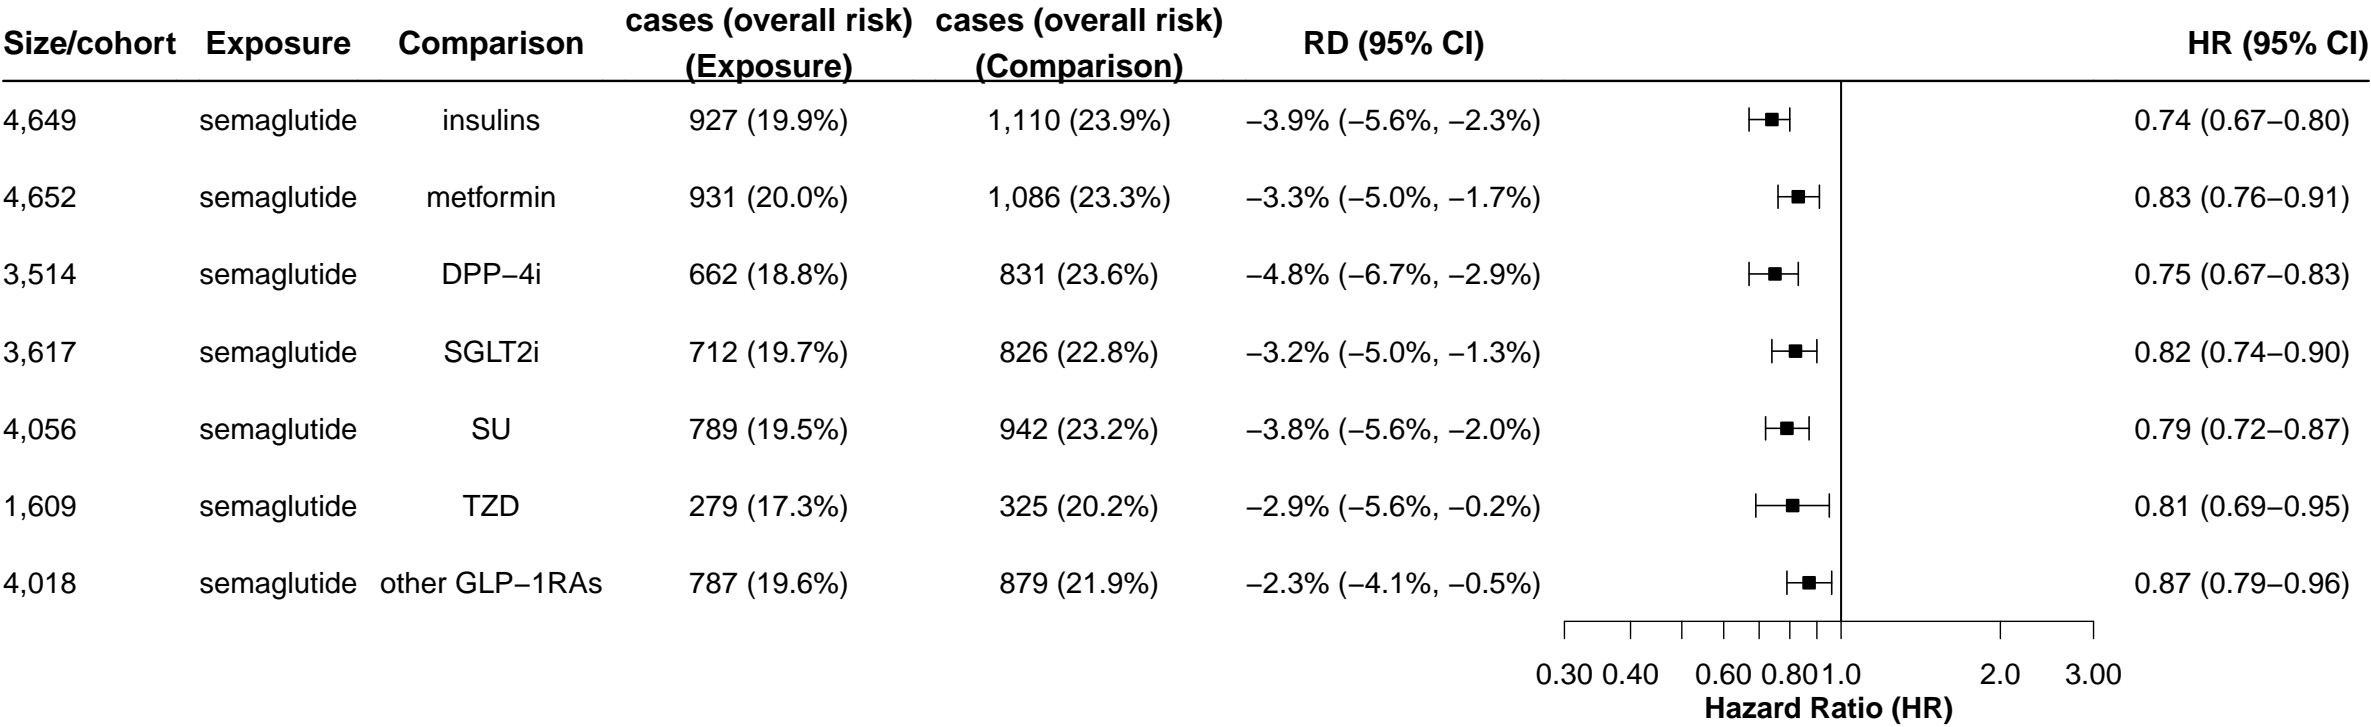 Size/cohort Exposure Comparison cases (overall risk) (Exposure) cases (overall risk) (Comparison) RD (95% CI) HR (95% CI)
4,649 semaglutide insulins 927 (19.9%) 1,110 (23.9%) −3.9% (−5.6%, −2.3%) 0.74 (0.67−0.80)
4,652 semaglutide metformin 931 (20.0%) 1,086 (23.3%) −3.3% (−5.0%, −1.7%) 0.83 (0.76−0.91)
3,514 semaglutide DPP−4i 662 (18.8%) 831 (23.6%) −4.8% (−6.7%, −2.9%) 0.75 (0.67−0.83)
3,617 semaglutide SGLT2i 712 (19.7%) 826 (22.8%) −3.2% (−5.0%, −1.3%) 0.82 (0.74−0.90)
4,056 semaglutide SU 789 (19.5%) 942 (23.2%) −3.8% (−5.6%, −2.0%) 0.79 (0.72−0.87)
1,609 semaglutide TZD 279 (17.3%) 325 (20.2%) −2.9% (−5.6%, −0.2%) 0.81 (0.69−0.95)
4,018 semaglutide other GLP−1RAs 787 (19.6%) 879 (21.9%) −2.3% (−4.1%, −0.5%) 0.87 (0.79−0.96)
0.30 0.40 0.60 0.80 1.0 2.0 3.00
Hazard Ratio (HR)